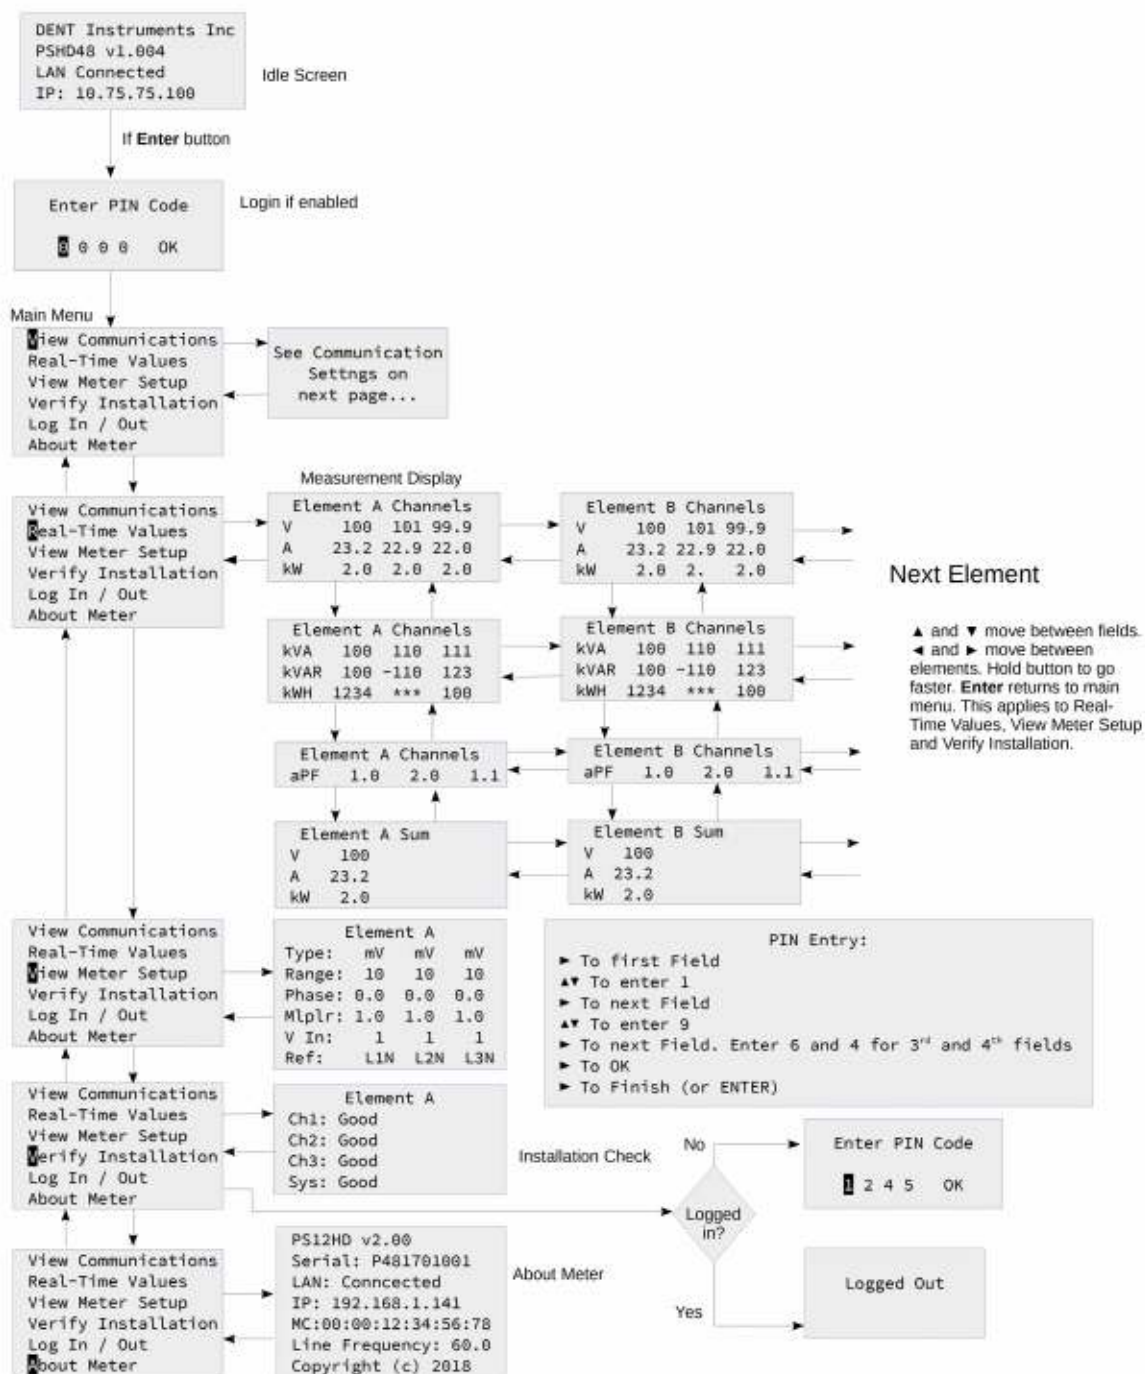 DENT Instruments Inc
PSHD48 v1.004
LAN Connected
IP: 10.75.75.100
Idle Screen
If Enter button
Enter PIN Code
0 0 0 0 OK
Login if enabled
Main Menu
View Communications
Real-Time Values
View Meter Setup
Verify Installation
Log In / Out
About Meter
See Communication
Settngs on
next page...
Measurement Display
View Communications
Real-Time Values
View Meter Setup
Verify Installation
Log In / Out
About Meter
Element A Channels
V 100 101 99.9
A 23.2 22.9 22.0
kW 2.0 2.0 2.0
Element B Channels
V 100 101 99.9
A 23.2 22.9 22.0
kW 2.0 2. 2.0
Next Element
▲ and ▼ move between fields.
◄ and ► move between
elements. Hold button to go
faster. Enter returns to main
menu. This applies to Real-
Time Values, View Meter Setup
and Verify Installation.
Element A Channels
kVA 100 110 111
kVAR 100 -110 123
kWH 1234 *** 100
Element B Channels
kVA 100 110 111
kVAR 100 -110 123
kWH 1234 *** 100
Element A Channels
aPF 1.0 2.0 1.1
Element B Channels
aPF 1.0 2.0 1.1
Element A Sum
V 100
A 23.2
kW 2.0
Element B Sum
V 100
A 23.2
kW 2.0
View Communications
Real-Time Values
View Meter Setup
Verify Installation
Log In / Out
About Meter
Element A
Type: mV mV mV
Range: 10 10 10
Phase: 0.0 0.0 0.0
Mlplr: 1.0 1.0 1.0
V In: 1 1 1
Ref: L1N L2N L3N
PIN Entry:
► To first Field
▲▼ To enter 1
► To next Field
▲▼ To enter 9
► To next Field. Enter 6 and 4 for 3rd and 4th fields
► To OK
► To Finish (or ENTER)
View Communications
Real-Time Values
View Meter Setup
Verify Installation
Log In / Out
About Meter
Element A
Ch1: Good
Ch2: Good
Ch3: Good
Sys: Good
Installation Check
No
Logged
in?
Yes
Enter PIN Code
1 2 4 5 OK
Logged Out
View Communications
Real-Time Values
View Meter Setup
Verify Installation
Log In / Out
About Meter
PS12HD v2.00
Serial: P481701001
LAN: Conncected
IP: 192.168.1.141
MC:00:00:12:34:56:78
Line Frequency: 60.0
Copyright (c) 2018
About Meter